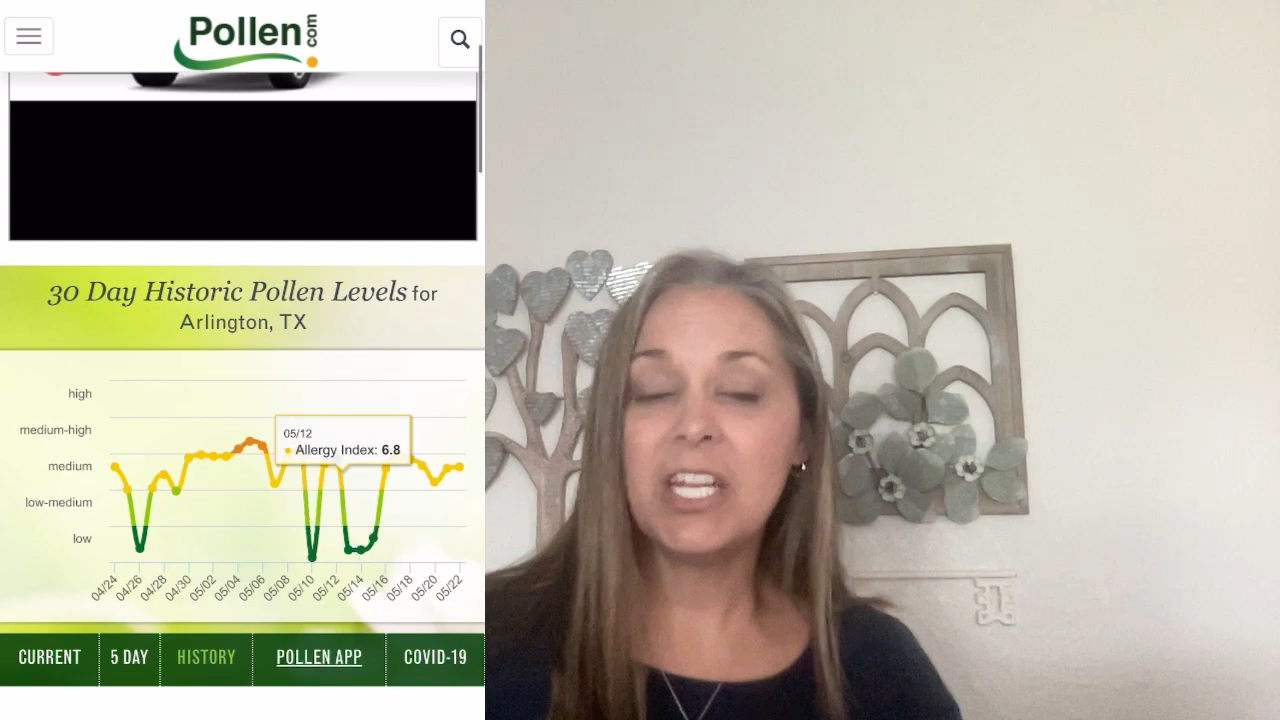 Pollen.com
30 Day Historic Pollen Levels for
Arlington, TX
high
medium-high
medium
low-medium
low
05/12
Allergy Index: 6.8
04/24 04/26 04/28 04/30 05/02 05/04 05/06 05/08 05/10 05/12 05/14 05/16 05/18 05/20 05/22
CURRENT 5 DAY HISTORY POLLEN APP COVID-19